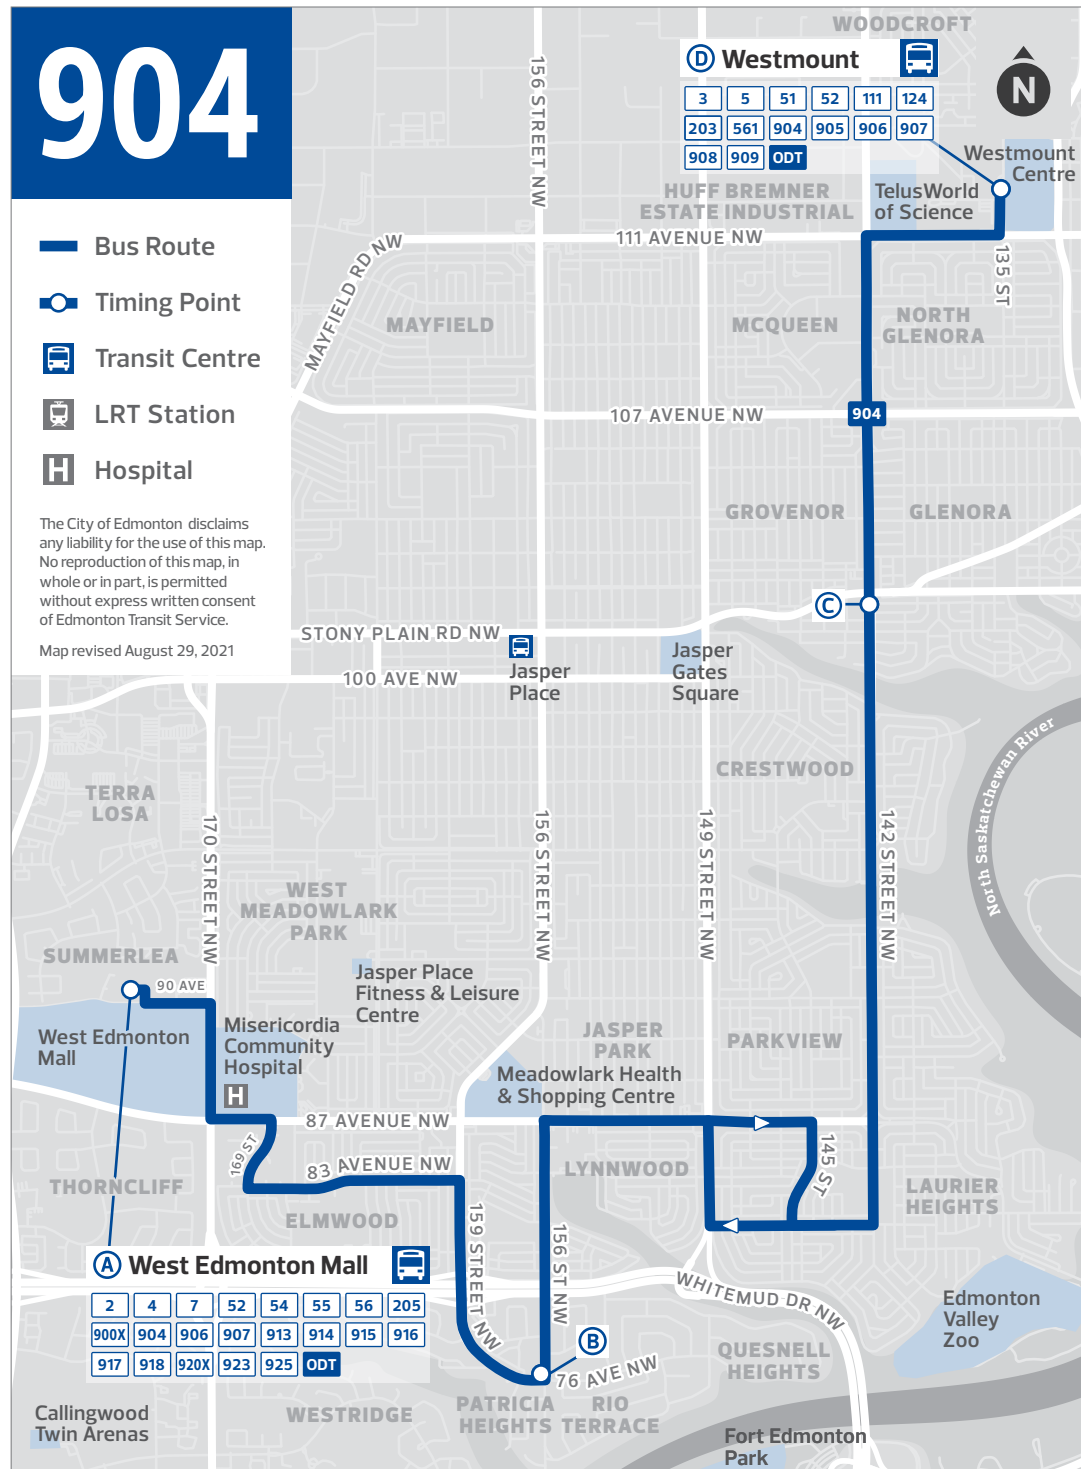 904
Bus Route
Timing Point
Transit Centre
LRT Station
H
Hospital
The City of Edmonton disclaims
any liability for the use of this map.
No reproduction of this map, in
whole or in part, is permitted
without express written consent
of Edmonton Transit Service.
Map revised August 29, 2021
WOODCROFT
D Westmount
3 5 51 52 111 124
203 561 904 905 906 907
908 909 ODT
N
Westmount
Centre
TelusWorld
of Science
HUFF BREMNER
ESTATE INDUSTRIAL
156 STREET NW
111 AVENUE NW
135 ST
MAYFIELD RD NW
MAYFIELD
MCQUEEN
NORTH
GLENORA
107 AVENUE NW
904
GROVENOR
GLENORA
C
STONY PLAIN RD NW
Jasper
Place
Jasper
Gates
Square
100 AVE NW
North Saskatchewan River
CRESTWOOD
TERRA
LOSA
170 STREET NW
156 STREET NW
149 STREET NW
142 STREET NW
WEST
MEADOWLARK
PARK
SUMMERLEA
90 AVE
Jasper Place
Fitness & Leisure
Centre
West Edmonton
Mall
Misericordia
Community
Hospital
H
JASPER
PARK
PARKVIEW
Meadowlark Health
& Shopping Centre
87 AVENUE NW
169 ST
83 AVENUE NW
LYNNWOOD
145 ST
THORNCLIFF
ELMWOOD
LAURIER
HEIGHTS
159 STREET NW
156 ST NW
A West Edmonton Mall
2 4 7 52 54 55 56 205
900X 904 906 907 913 914 915 916
917 918 920X 923 925 ODT
WHITEMUD DR NW
Edmonton
Valley
Zoo
B
76 AVE NW
QUESNELL
HEIGHTS
PATRICIA
HEIGHTS
RIO
TERRACE
WESTRIDGE
Callingwood
Twin Arenas
Fort Edmonton
Park